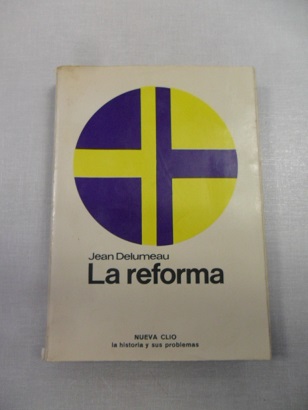 Jean Delumeau
La reforma
NUEVA CLIO
la historia y sus problemas